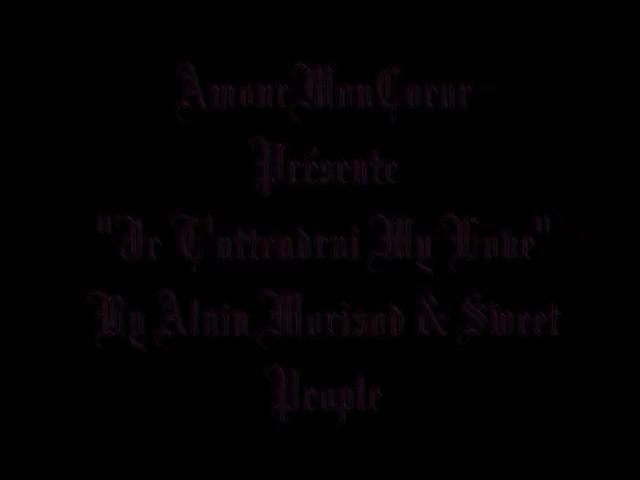 AmourMonCoeur
Présente
"Je T'attendrai My Love"
By Alain Morisod & Sweet
People